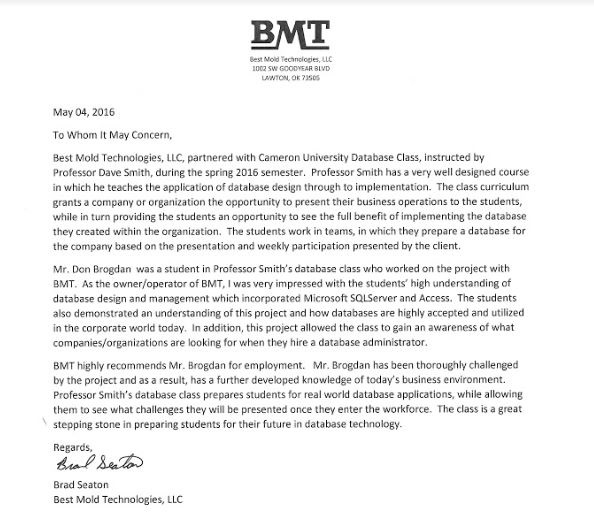 BMT
Best Mold Technologies, LLC
1002 SW GOODYEAR BLVD
LAWTON, OK 73505
May 04, 2016
To Whom It May Concern,
Best Mold Technologies, LLC, partnered with Cameron University Database Class, instructed by
Professor Dave Smith, during the spring 2016 semester. Professor Smith has a very well designed course
in which he teaches the application of database design through to implementation. The class curriculum
grants a company or organization the opportunity to present their business operations to the students,
while in turn providing the students an opportunity to see the full benefit of implementing the database
they created within the organization. The students work in teams, in which they prepare a database for
the company based on the presentation and weekly participation presented by the client.
Mr. Don Brogdan was a student in Professor Smith's database class who worked on the project with
BMT. As the owner/operator of BMT, I was very impressed with the students' high understanding of
database design and management which incorporated Microsoft SQLServer and Access. The students
also demonstrated an understanding of this project and how databases are highly accepted and utilized
in the corporate world today. In addition, this project allowed the class to gain an awareness of what
companies/organizations are looking for when they hire a database administrator.
BMT highly recommends Mr. Brogdan for employment. Mr. Brogdan has been thoroughly challenged
by the project and as a result, has a further developed knowledge of today's business environment.
Professor Smith's database class prepares students for real world database applications, while allowing
them to see what challenges they will be presented once they enter the workforce. The class is a great
stepping stone in preparing students for their future in database technology.
Regards,
Brad Seaton
Brad Seaton
Best Mold Technologies, LLC